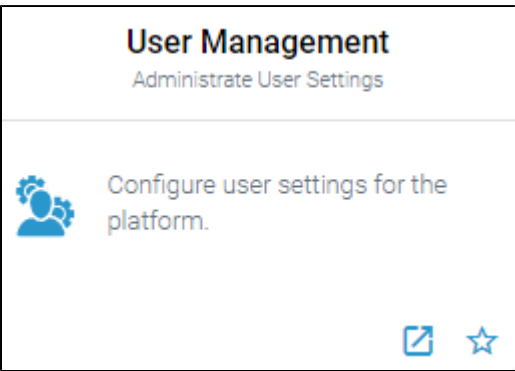 User Management
Administrate User Settings
Configure user settings for the
platform.